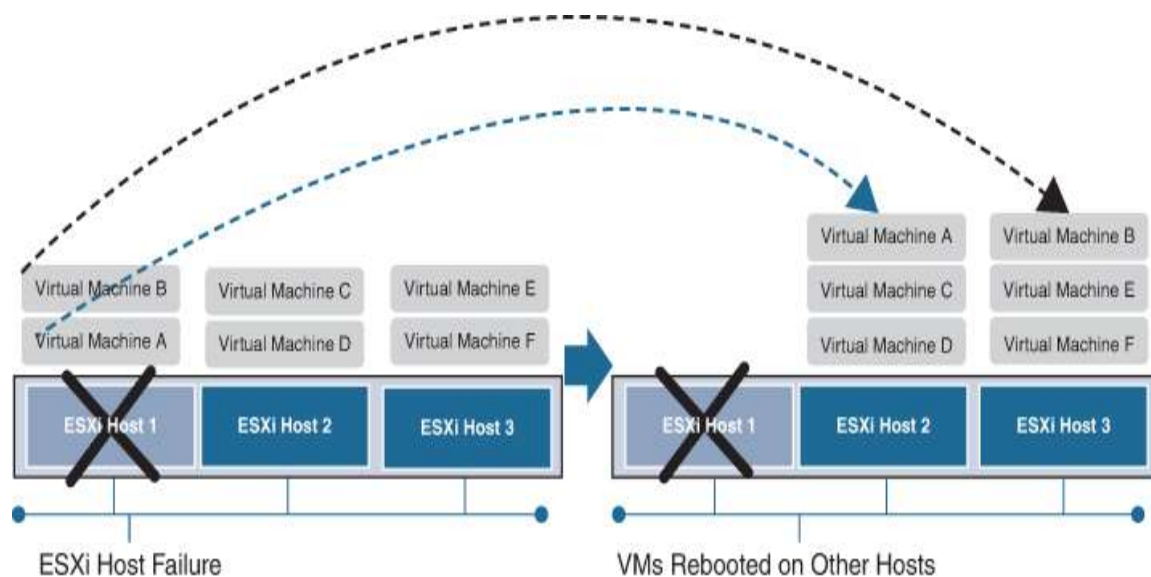 Virtual Machine A
Virtual Machine B
Virtual Machine B
Virtual Machine C
Virtual Machine E
Virtual Machine C
Virtual Machine E
Virtual Machine A
Virtual Machine D
Virtual Machine F
Virtual Machine D
Virtual Machine F
ESXi Host 1
ESXi Host 2
ESXi Host 3
ESXi Host 1
ESXi Host 2
ESXi Host 3
ESXi Host Failure
VMs Rebooted on Other Hosts